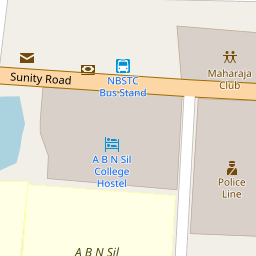 Sunity Road
NBSTC
Bus Stand
Maharaja
Club
A B N Sil
College
Hostel
Police
Line
A B N Sil